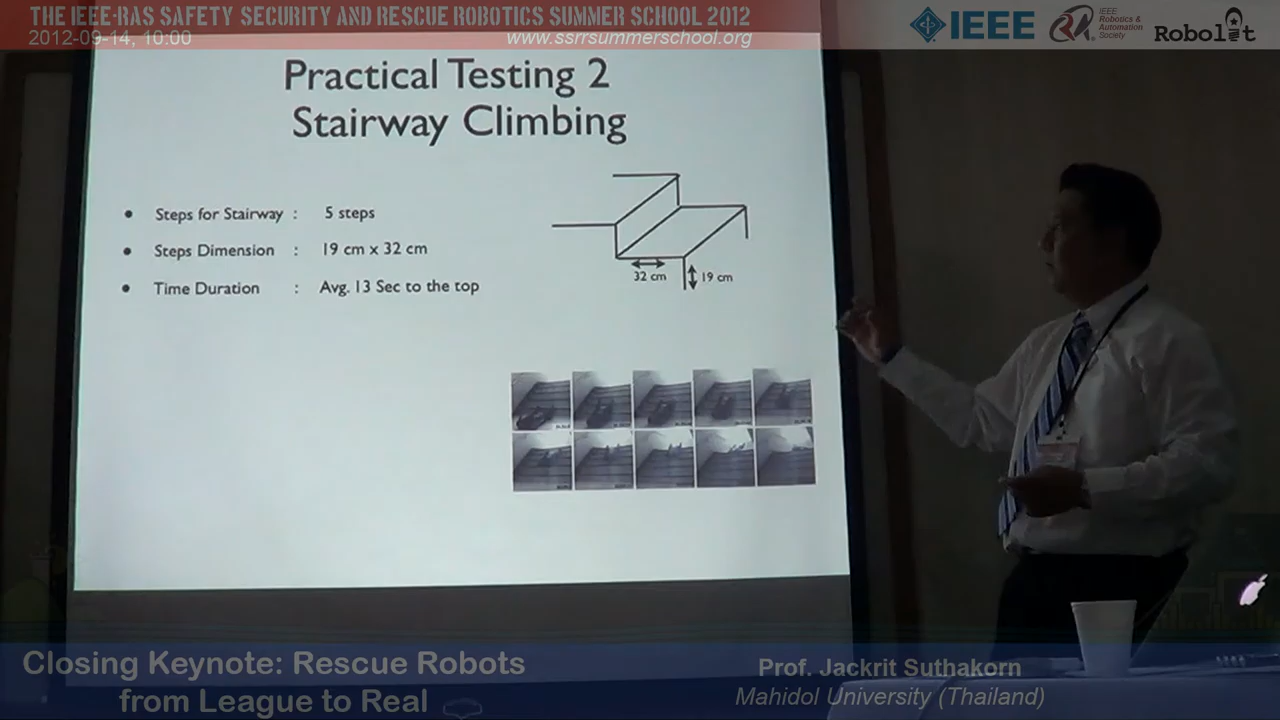 THE IEEE-RAS SAFETY SECURITY AND RESCUE ROBOTICS SUMMER SCHOOL 2012
2012-09-14, 10:00
www.ssrrsummerschool.org
IEEE
IEEE
Robotics &
Automation
Society
Robolit
Practical Testing 2
Stairway Climbing
• Steps for Stairway : 5 steps
• Steps Dimension : 19 cm x 32 cm
• Time Duration : Avg. 13 Sec to the top
32 cm
19 cm
Closing Keynote: Rescue Robots
from League to Real
Prof. Jackrit Suthakorn
Mahidol University (Thailand)